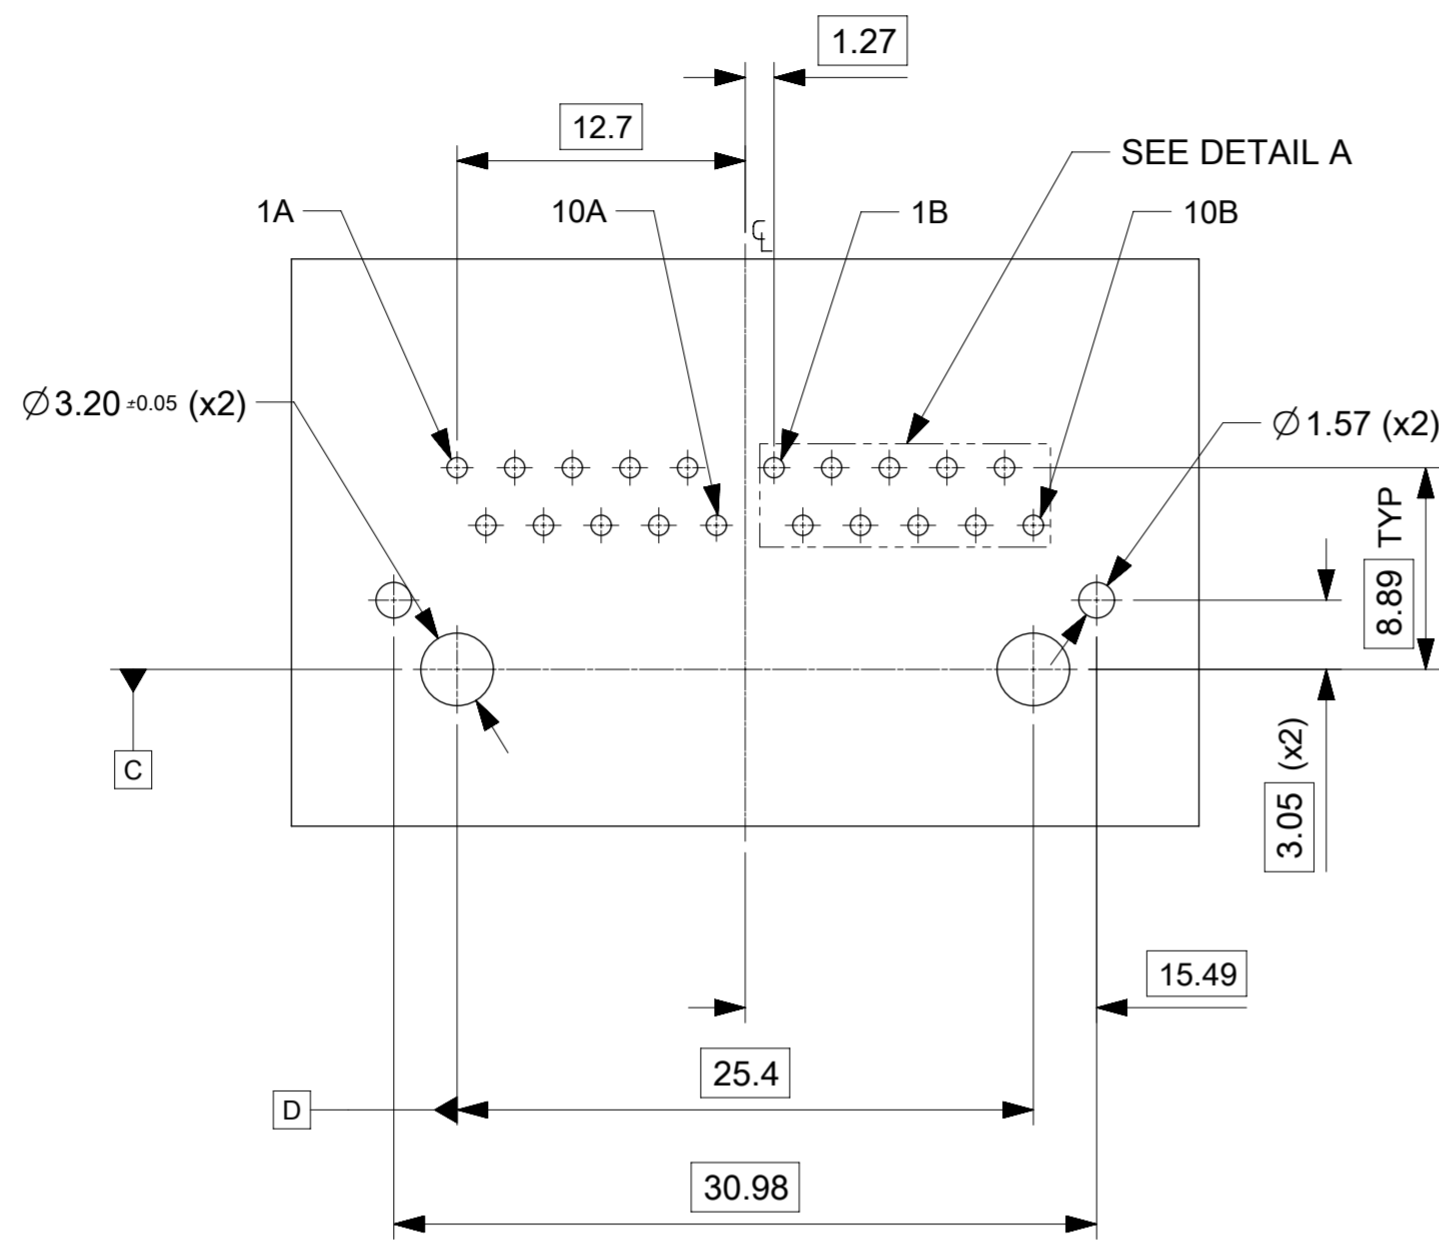 1.27
12.7
SEE DETAIL A
1A
10A
℄
1B
10B
∅3.20 ±0.05 (x2)
∅1.57 (x2)
8.89 TYP
3.05 (x2)
C
15.49
25.4
D
30.98